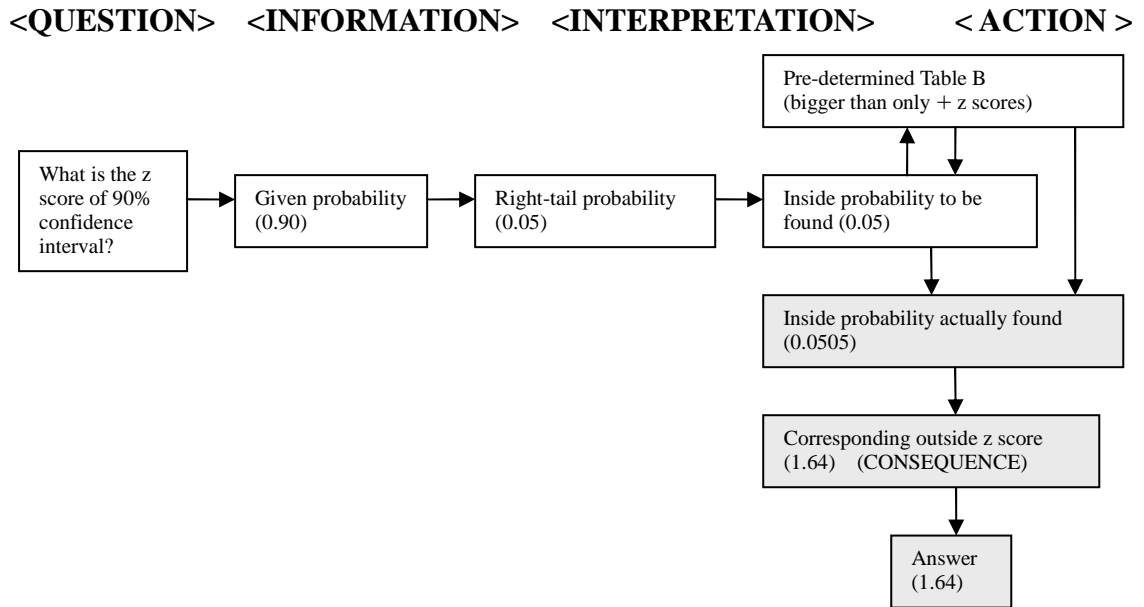 <QUESTION> <INFORMATION> <INTERPRETATION> < ACTION >
Pre-determined Table B
(bigger than only + z scores)
What is the z
score of 90%
confidence
interval?
Given probability
(0.90)
Right-tail probability
(0.05)
Inside probability to be
found (0.05)
Inside probability actually found
(0.0505)
Corresponding outside z score
(1.64) (CONSEQUENCE)
Answer
(1.64)